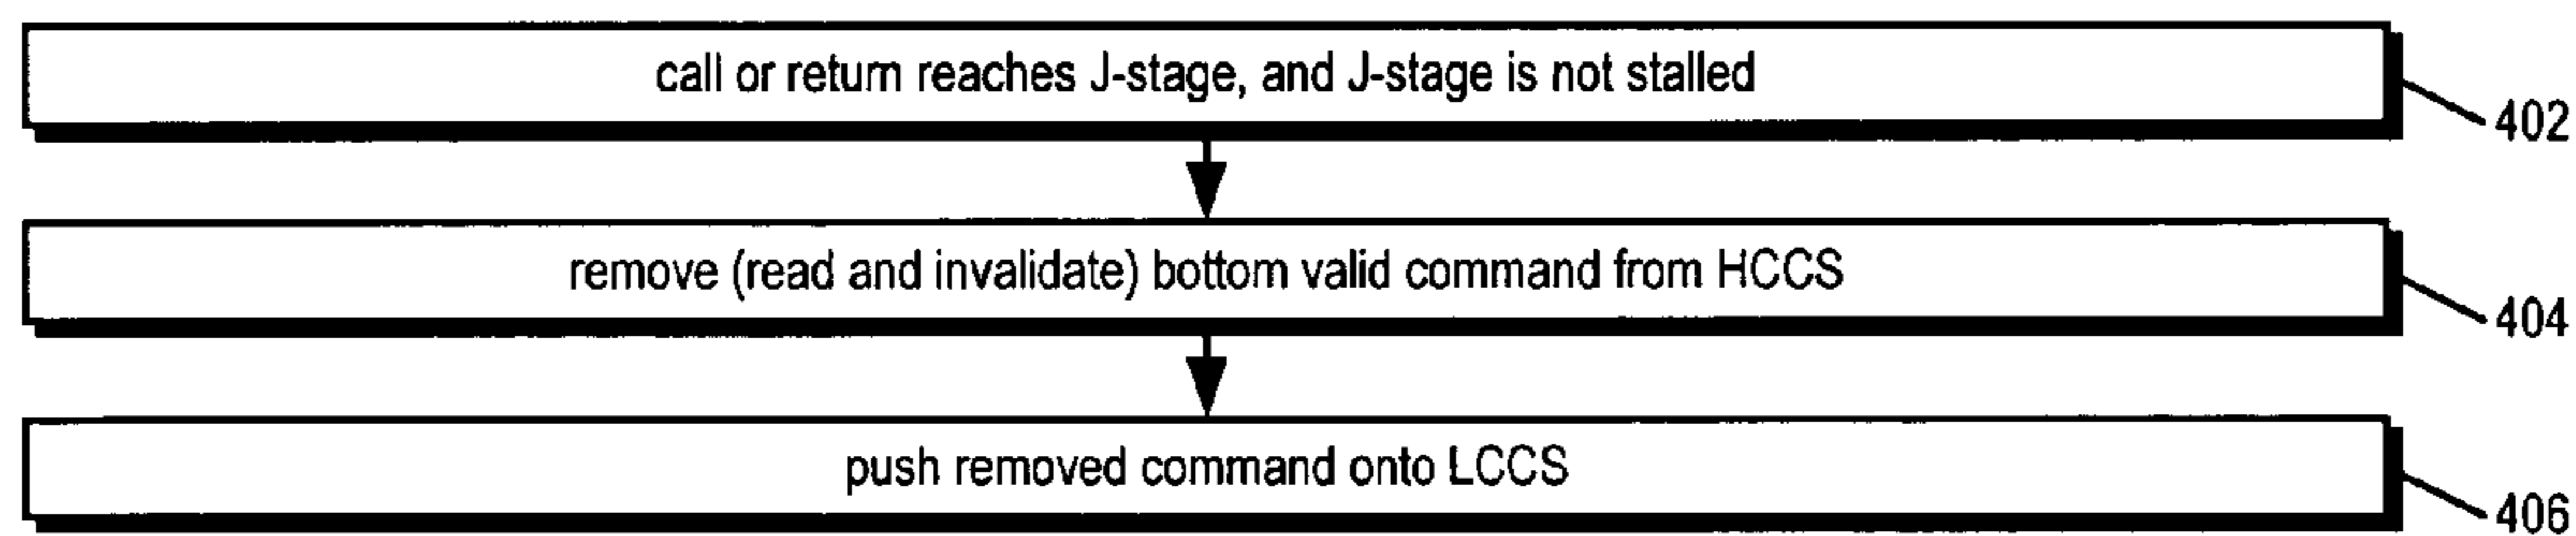 call or return reaches J-stage, and J-stage is not stalled
402
remove (read and invalidate) bottom valid command from HCCS
404
push removed command onto LCCS
406